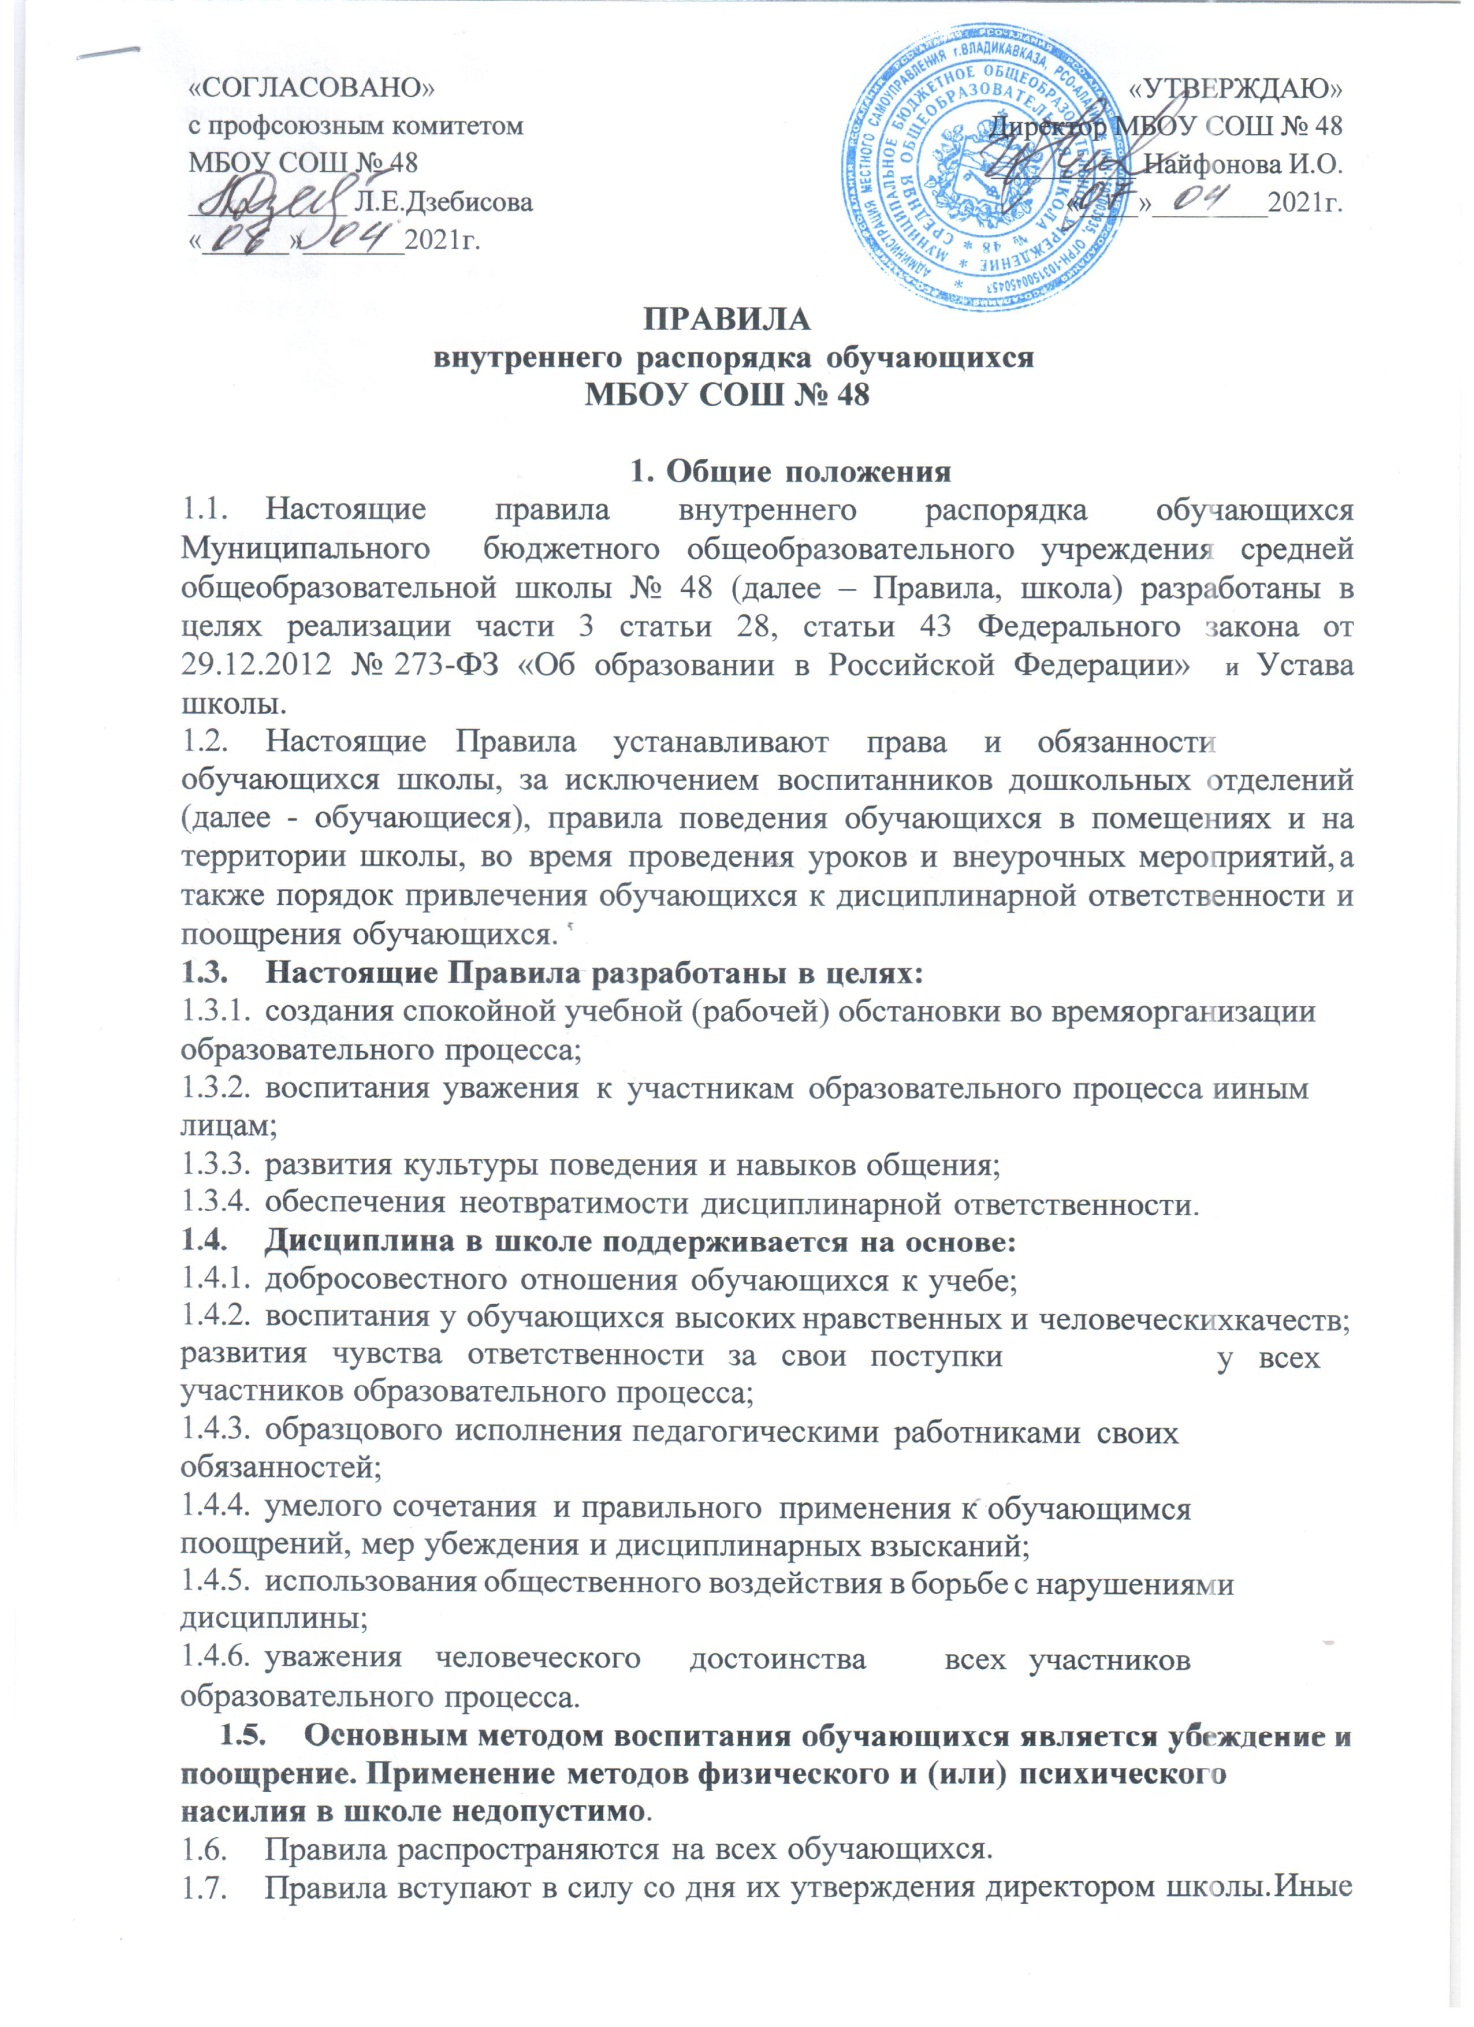 «СОГЛАСОВАНО»
с профсоюзным комитетом
МБОУ СОШ № 48
___________ Л.Е.Дзебисова
«______»_______2021г.
«УТВЕРЖДАЮ»
Директор МБОУ СОШ № 48
__________Найфонова И.О.
«____»________2021г.
ПРАВИЛА
внутреннего распорядка обучающихся
МБОУ СОШ № 48
1. Общие положения
1.1. Настоящие правила внутреннего распорядка обучающихся
Муниципального бюджетного общеобразовательного учреждения средней
общеобразовательной школы № 48 (далее – Правила, школа) разработаны в
целях реализации части 3 статьи 28, статьи 43 Федерального закона от
29.12.2012 № 273-ФЗ «Об образовании в Российской Федерации» и Устава
школы.
1.2. Настоящие Правила устанавливают права и обязанности
обучающихся школы, за исключением воспитанников дошкольных отделений
(далее - обучающиеся), правила поведения обучающихся в помещениях и на
территории школы, во время проведения уроков и внеурочных мероприятий, а
также порядок привлечения обучающихся к дисциплинарной ответственности и
поощрения обучающихся.
1.3. Настоящие Правила разработаны в целях:
1.3.1. создания спокойной учебной (рабочей) обстановки во времяорганизации
образовательного процесса;
1.3.2. воспитания уважения к участникам образовательного процесса ииным
лицам;
1.3.3. развития культуры поведения и навыков общения;
1.3.4. обеспечения неотвратимости дисциплинарной ответственности.
1.4. Дисциплина в школе поддерживается на основе:
1.4.1. добросовестного отношения обучающихся к учебе;
1.4.2. воспитания у обучающихся высоких нравственных и человеческихкачеств;
развития чувства ответственности за свои поступки у всех
участников образовательного процесса;
1.4.3. образцового исполнения педагогическими работниками своих
обязанностей;
1.4.4. умелого сочетания и правильного применения к обучающимся
поощрений, мер убеждения и дисциплинарных взысканий;
1.4.5. использования общественного воздействия в борьбе с нарушениями
дисциплины;
1.4.6. уважения человеческого достоинства всех участников
образовательного процесса.
1.5. Основным методом воспитания обучающихся является убеждение и
поощрение. Применение методов физического и (или) психического
насилия в школе недопустимо.
1.6. Правила распространяются на всех обучающихся.
1.7. Правила вступают в силу со дня их утверждения директором школы.Иные